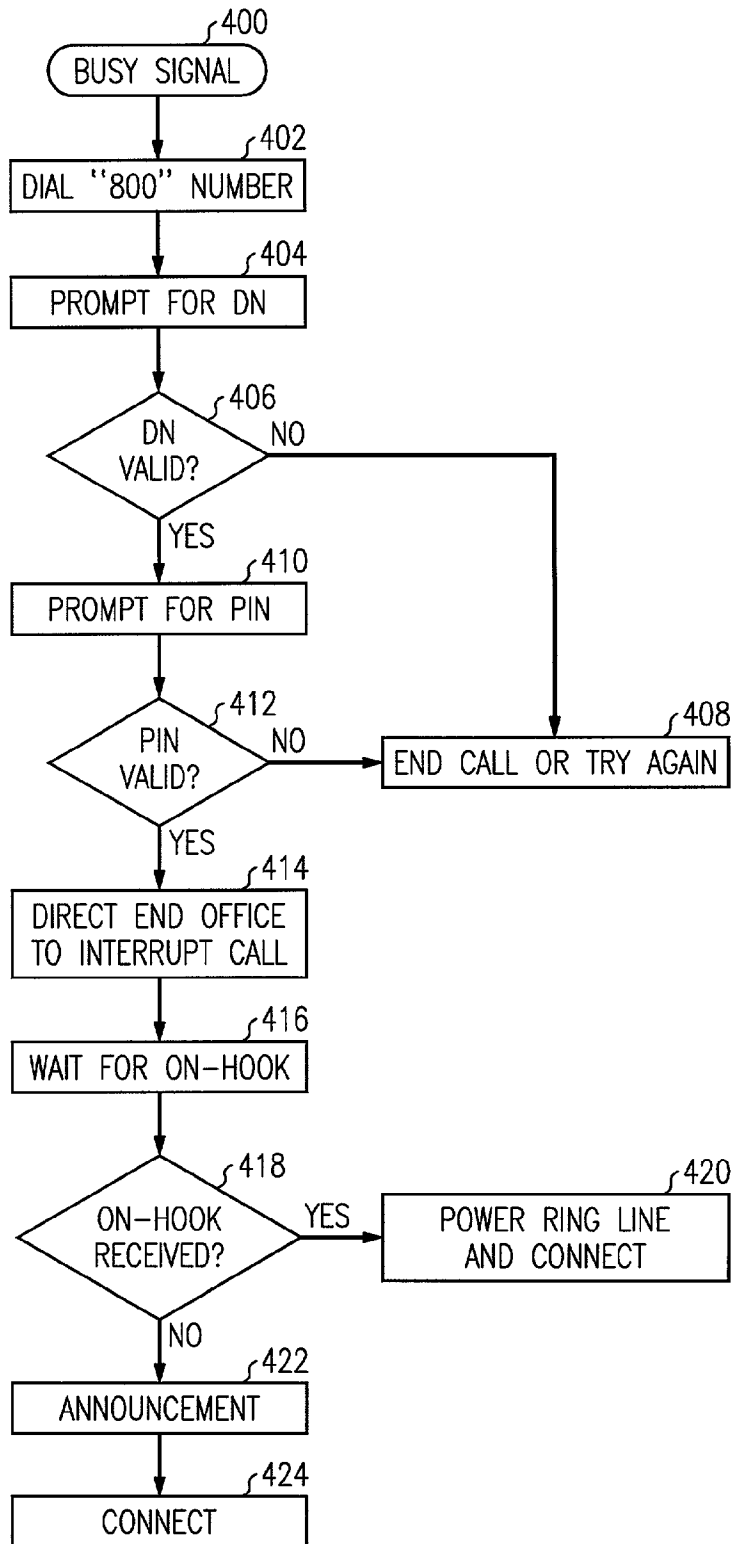 400
BUSY SIGNAL
402
DIAL "800" NUMBER
404
PROMPT FOR DN
406
DN
VALID?
NO
YES
410
PROMPT FOR PIN
412
PIN
VALID?
NO
408
END CALL OR TRY AGAIN
YES
414
DIRECT END OFFICE
TO INTERRUPT CALL
416
WAIT FOR ON-HOOK
418
ON-HOOK
RECEIVED?
YES
420
POWER RING LINE
AND CONNECT
NO
422
ANNOUNCEMENT
424
CONNECT